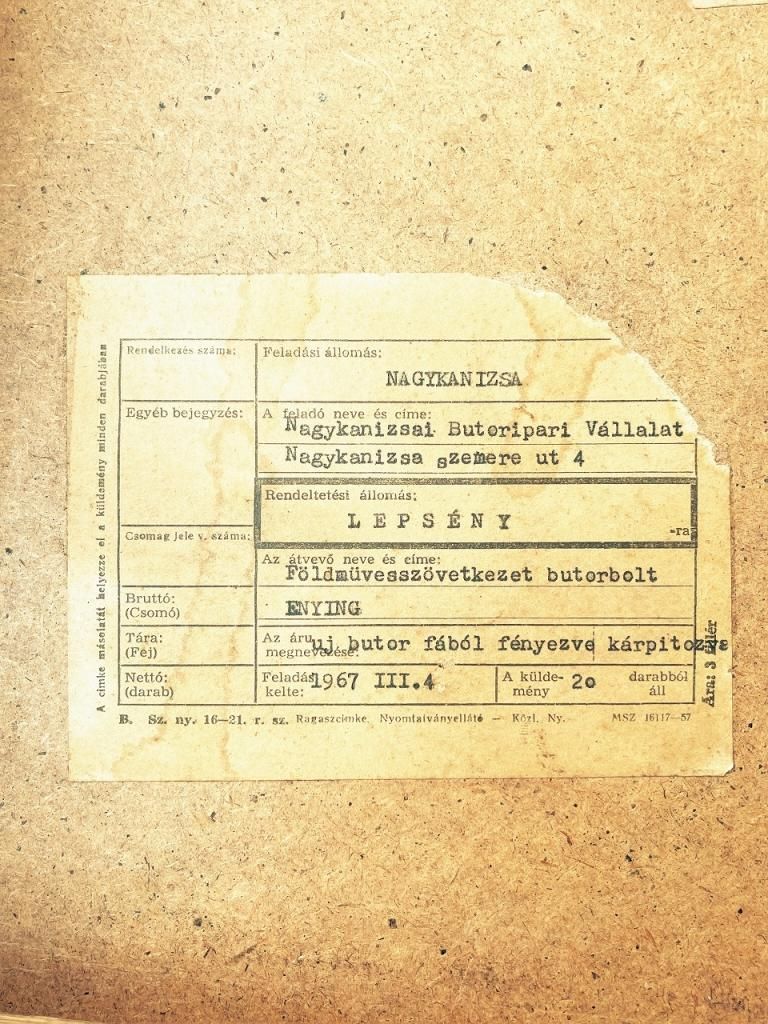 A cimke másolatát helyezze el a küldemény minden darabjában
Rendelkezés száma:
Feladási állomás:
NAGYKANIZSA
Egyéb bejegyzés:
A feladó neve és címe:
Nagykanizsai Butoripari Vállalat
Nagykanizsa szemere ut 4
Rendeltetési állomás:
LEPSÉNY
-ra
Csomag jele v. száma:
Az átvevő neve és címe:
Földmüvesszövetkezet butorbolt
Bruttó:
(Csomó)
ENYING
Tára:
(Fej)
Az áru megnevezése:
uj butor fából fényezve kárpitozva
Nettó:
(darab)
Feladás kelte:
1967 III.4
A külde-
mény
2o
darabból
áll
Ára: 3 fillér
B. Sz. ny. 16—21. r. sz. Ragaszcimke. Nyomtatványellátó — Közl. Ny. MSZ 16117—57